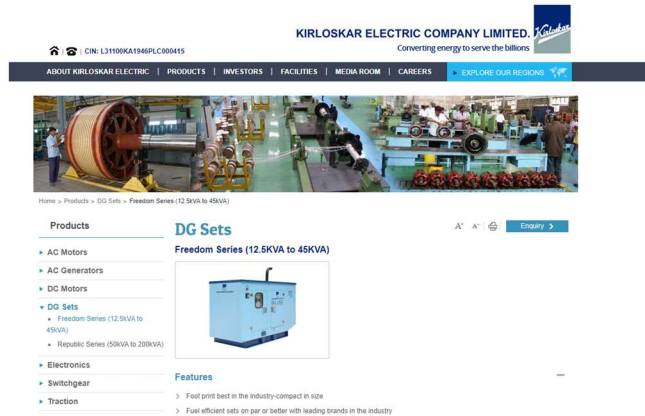 KIRLOSKAR ELECTRIC COMPANY LIMITED.
Kirloskar
CIN: L31100KA1946PLC000415
Converting energy to serve the billions
ABOUT KIRLOSKAR ELECTRIC | PRODUCTS | INVESTORS | FACILITIES | MEDIA ROOM | CAREERS
EXPLORE OUR REGIONS
Home > Products > DG Sets > Freedom Series (12.5kVA to 45kVA)
Products
AC Motors
AC Generators
DC Motors
DG Sets
Freedom Series (12.5kVA to
45kVA)
Republic Series (50kVA to 200kVA)
Electronics
Switchgear
Traction
DG Sets
A+ A- Enquiry
Freedom Series (12.5KVA to 45KVA)
Features
Foot print best in the industry-compact in size
Fuel efficient sets on par or better with leading brands in the industry